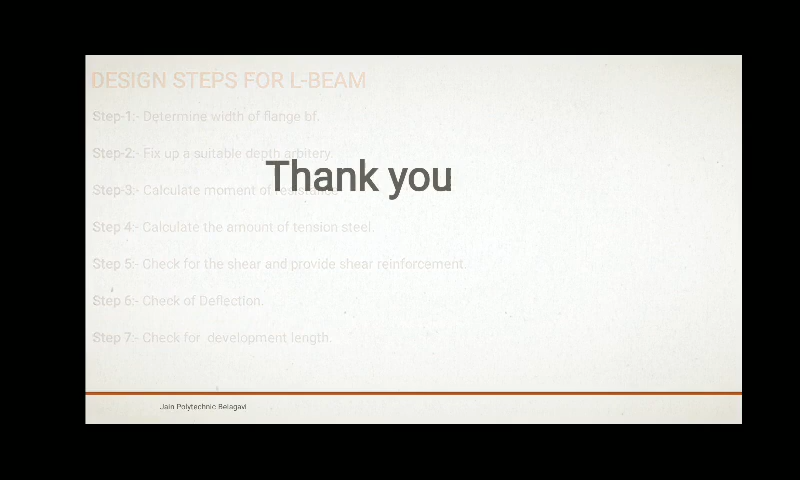 DESIGN STEPS FOR L-BEAM
Step-1:- Determine width of flange bf.
Step-2:- Fix up a suitable depth arbitery.
Thank you
Step-3:- Calculate moment of resistance
Step 4:- Calculate the amount of tension steel.
Step 5:- Check for the shear and provide shear reinforcement.
Step 6:- Check of Deflection.
Step 7:- Check for development length.
Jain Polytechnic Belagavi